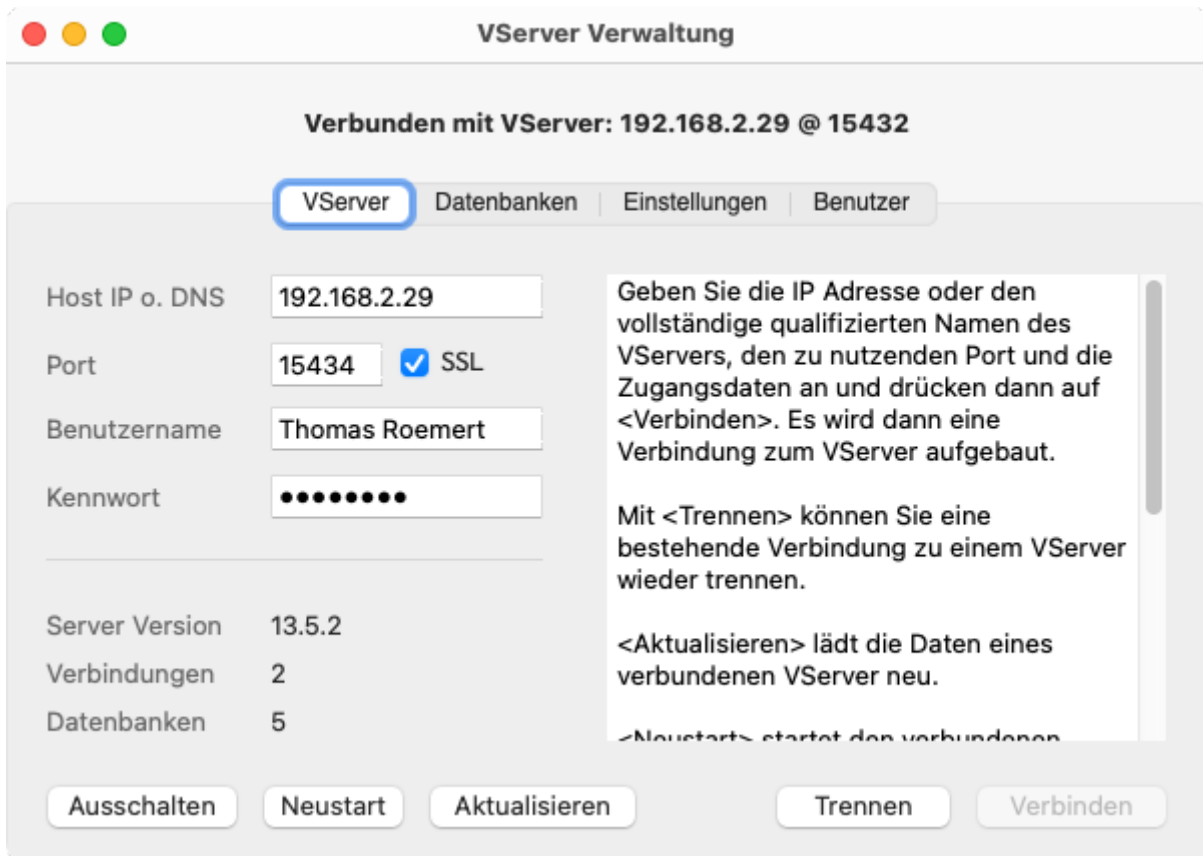 VServer Verwaltung
Verbunden mit VServer: 192.168.2.29 @ 15432
VServer
Datenbanken
Einstellungen
Benutzer
Host IP o. DNS
192.168.2.29
Port
15434
SSL
Benutzername
Thomas Roemert
Kennwort
••••••••
Server Version
13.5.2
Verbindungen
2
Datenbanken
5
Geben Sie die IP Adresse oder den
vollständige qualifizierten Namen des
VServers, den zu nutzenden Port und die
Zugangsdaten an und drücken dann auf
<Verbinden>. Es wird dann eine
Verbindung zum VServer aufgebaut.
Mit <Trennen> können Sie eine
bestehende Verbindung zu einem VServer
wieder trennen.
<Aktualisieren> lädt die Daten eines
verbundenen VServer neu.
<Neustart> startet den verbundenen
Ausschalten
Neustart
Aktualisieren
Trennen
Verbinden